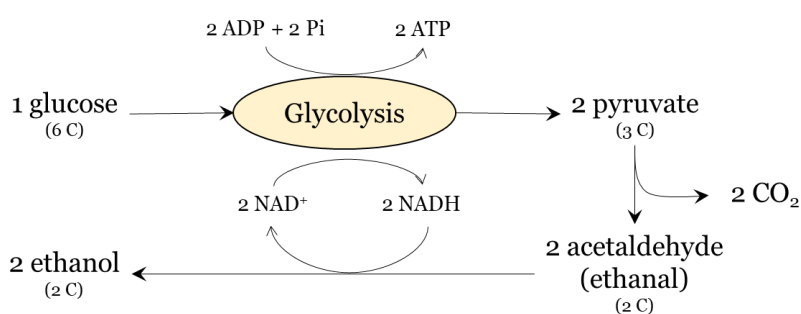 2 ADP + 2 Pi
2 ATP
1 glucose
(6 C)
Glycolysis
2 pyruvate
(3 C)
2 NAD⁺
2 NADH
2 CO₂
2 ethanol
(2 C)
2 acetaldehyde
(ethanal)
(2 C)